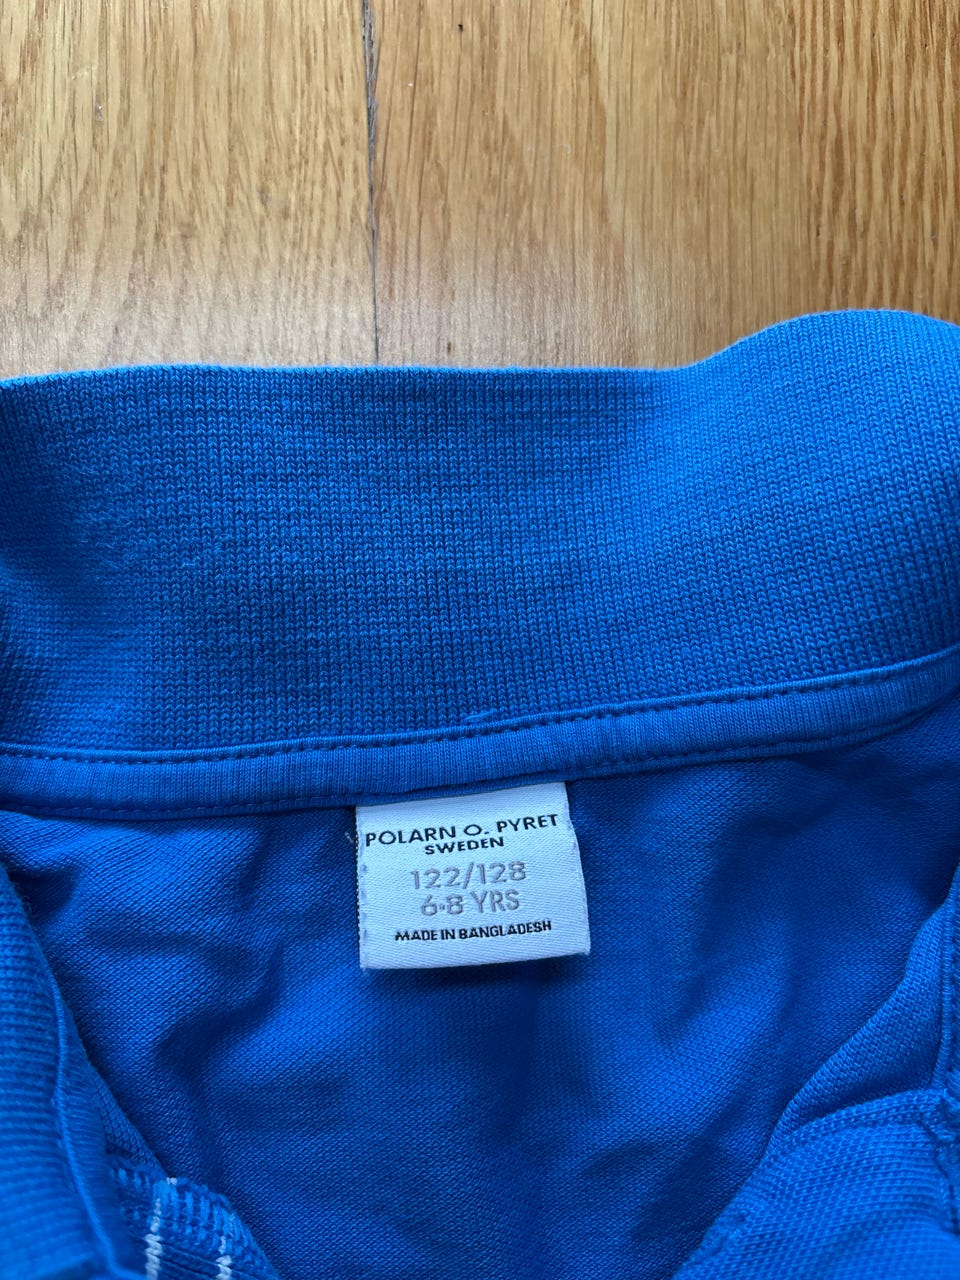 POLARN O. PYRET
SWEDEN
122/128
6-8 YRS
MADE IN BANGLADESH